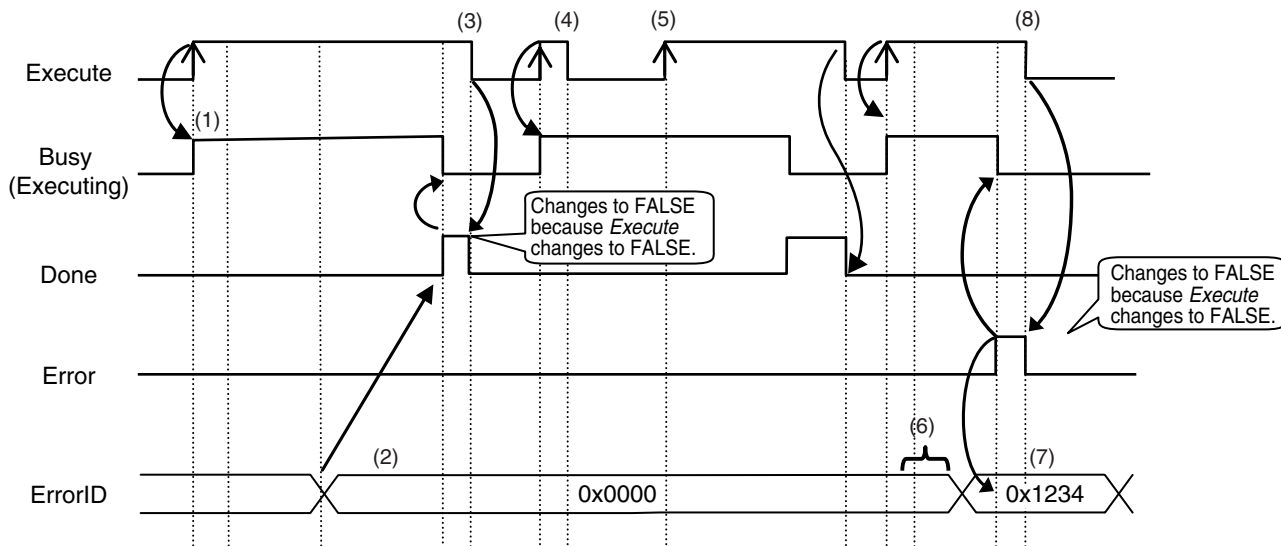 (3)
(4)
(5)
(8)
Execute
(1)
Busy
(Executing)
Changes to FALSE
because Execute
changes to FALSE.
Done
Changes to FALSE
because Execute
changes to FALSE.
Error
(6)
(2)
(7)
ErrorID
0x0000
0x1234